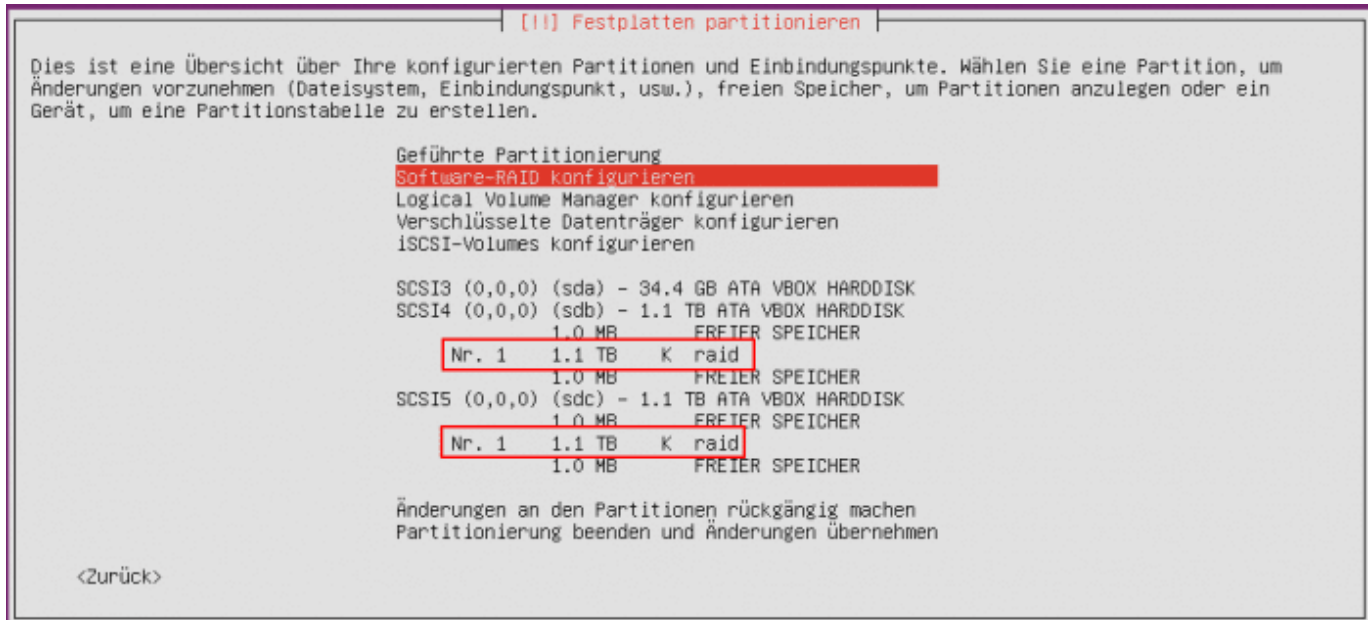 [!!] Festplatten partitionieren
Dies ist eine Übersicht über Ihre konfigurierten Partitionen und Einbindungspunkte. Wählen Sie eine Partition, um
Änderungen vorzunehmen (Dateisystem, Einbindungspunkt, usw.), freien Speicher, um Partitionen anzulegen oder ein
Gerät, um eine Partitionstabelle zu erstellen.
Geführte Partitionierung
Software-RAID konfigurieren
Logical Volume Manager konfigurieren
Verschlüsselte Datenträger konfigurieren
iSCSI-Volumes konfigurieren
SCSI3 (0,0,0) (sda) - 34.4 GB ATA VBOX HARDDISK
SCSI4 (0,0,0) (sdb) - 1.1 TB ATA VBOX HARDDISK
1.0 MB FREIER SPEICHER
Nr. 1 1.1 TB K raid
1.0 MB FREIER SPEICHER
SCSI5 (0,0,0) (sdc) - 1.1 TB ATA VBOX HARDDISK
1.0 MB FREIER SPEICHER
Nr. 1 1.1 TB K raid
1.0 MB FREIER SPEICHER
Änderungen an den Partitionen rückgängig machen
Partitionierung beenden und Änderungen übernehmen
<Zurück>